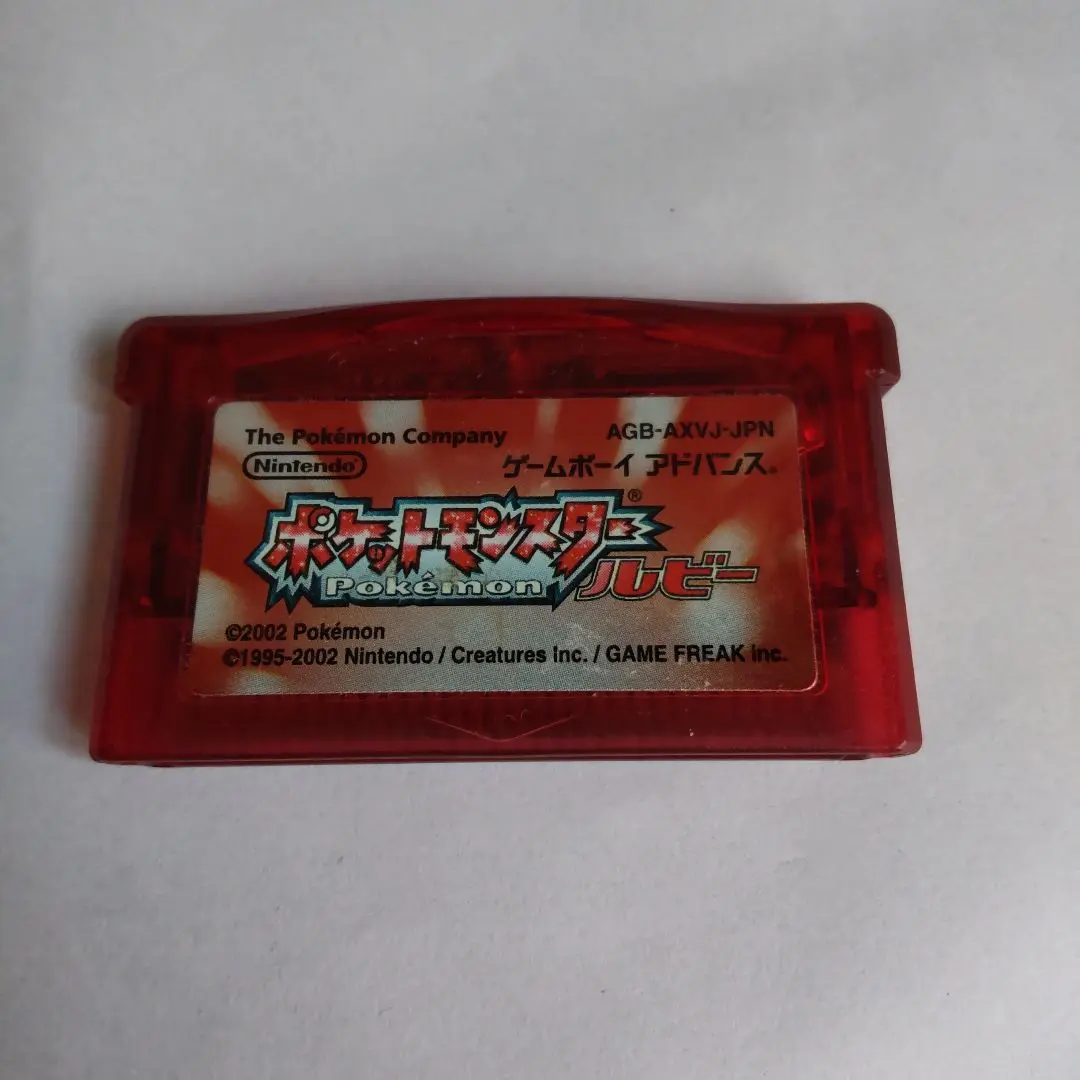 The Pokémon Company
AGB-AXVJ-JPN
Nintendo®
ゲームボーイ アドバンス®
ポケットモンスター®
Pokémon
ルビー
©2002 Pokémon
©1995-2002 Nintendo / Creatures Inc. / GAME FREAK Inc.